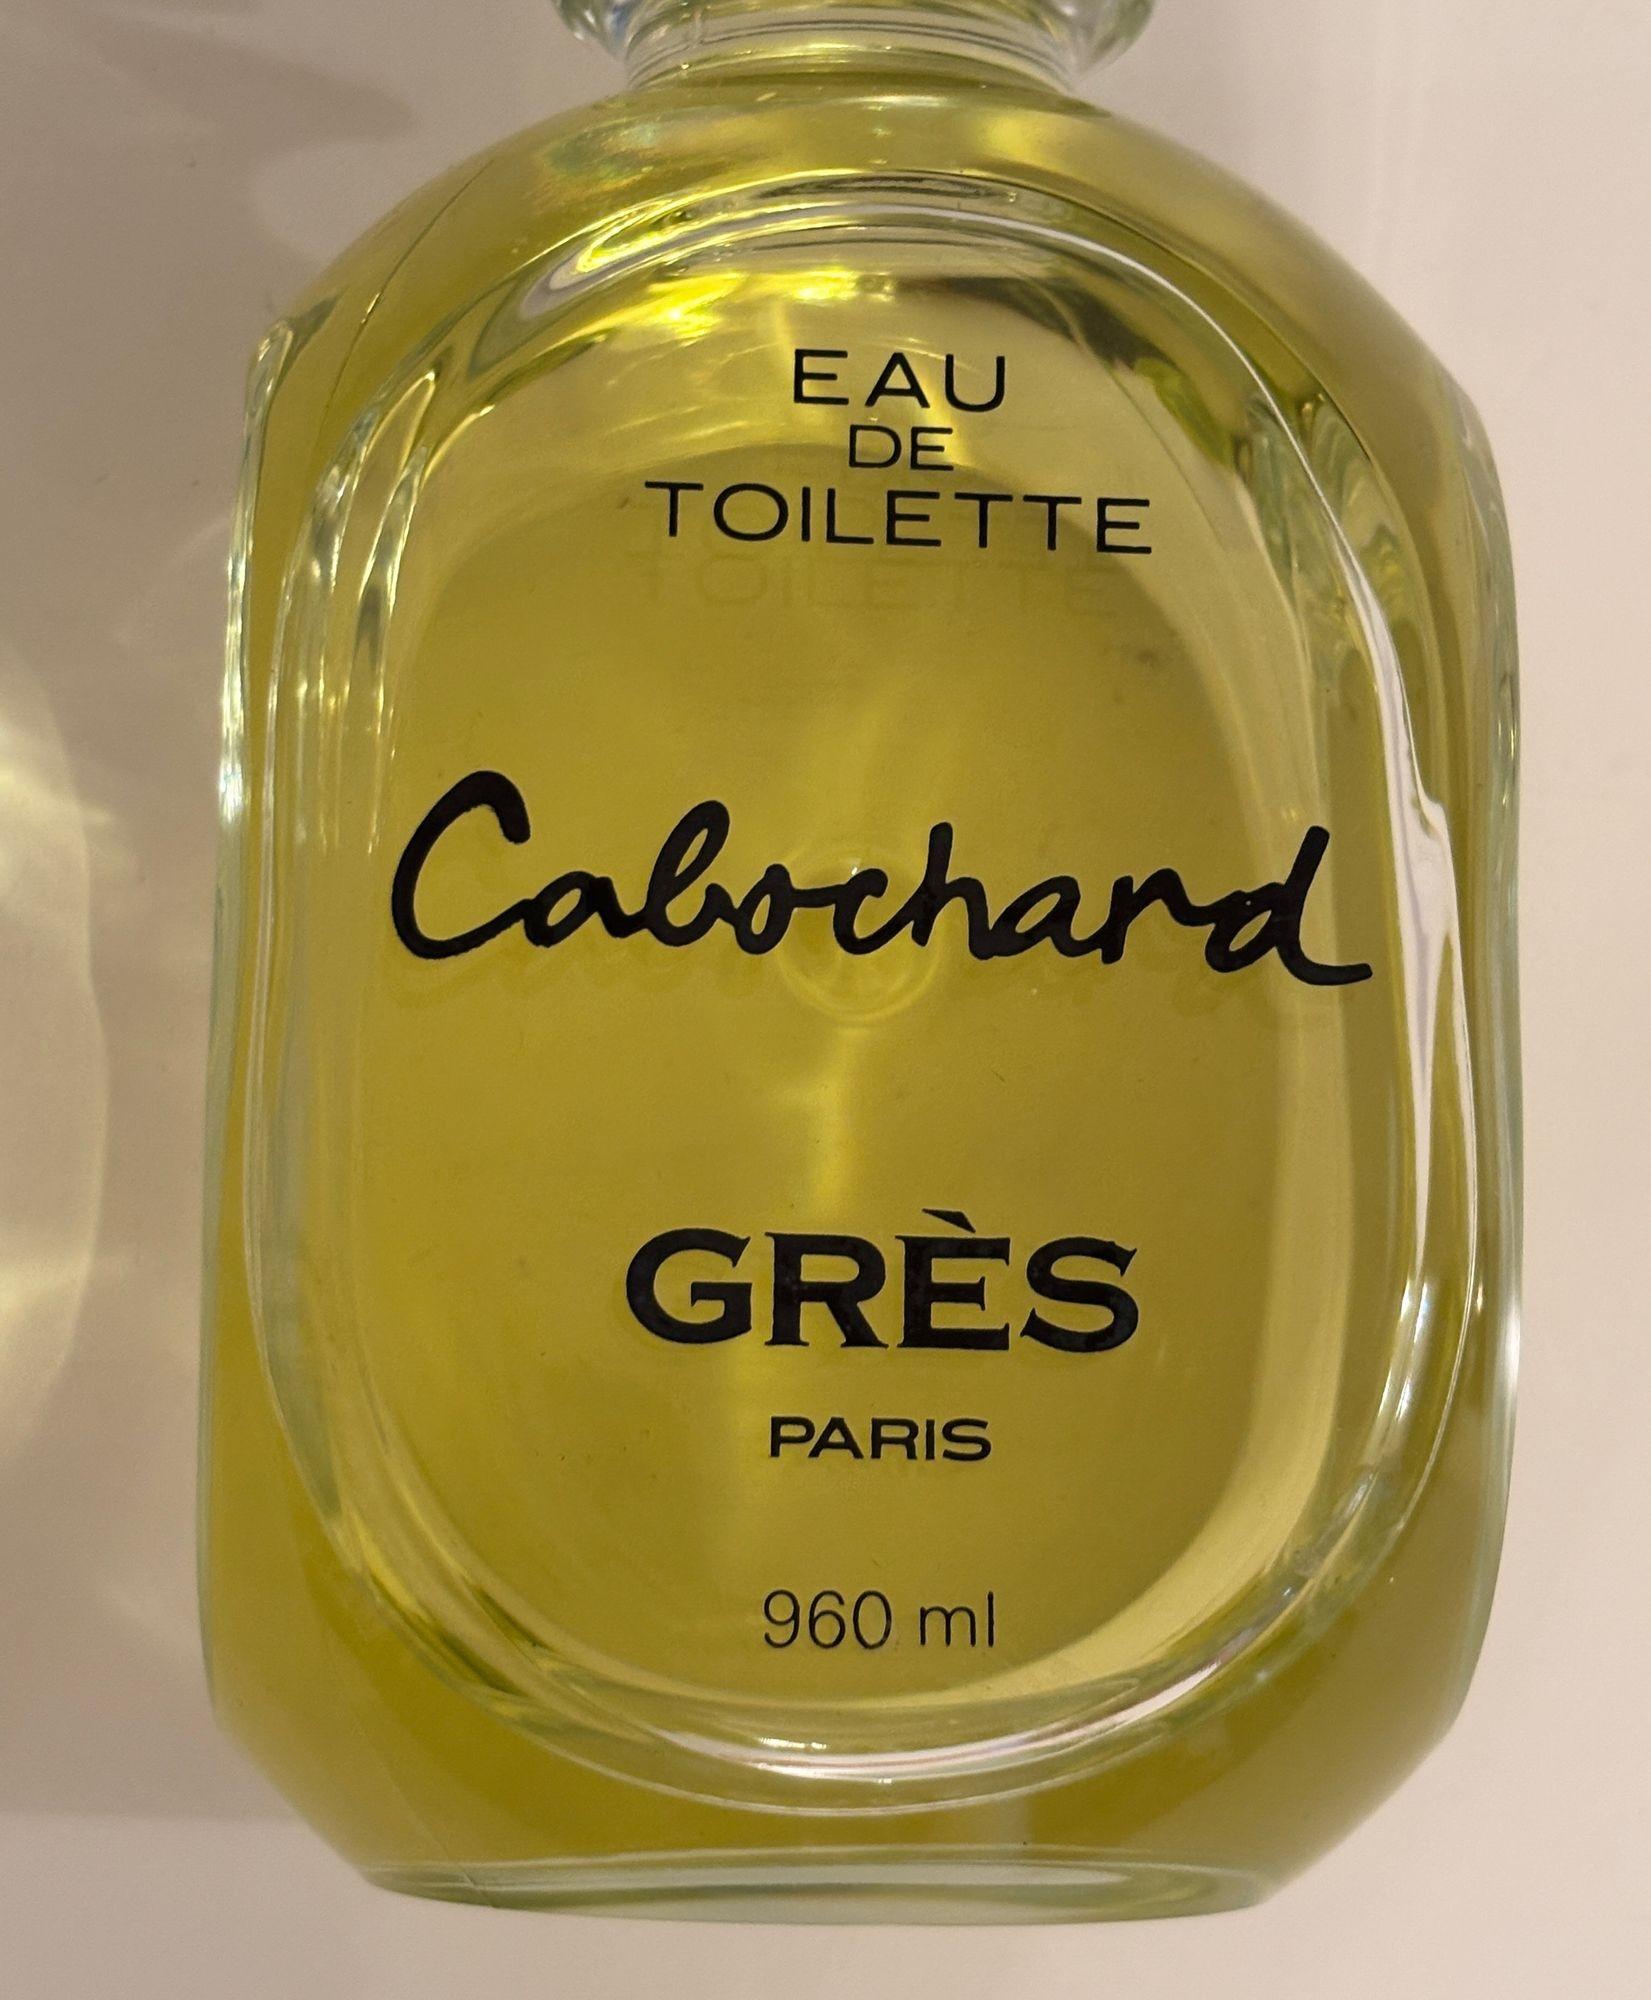 EAU
DE
TOILETTE
Cabochard
GRÈS
PARIS
960 ml